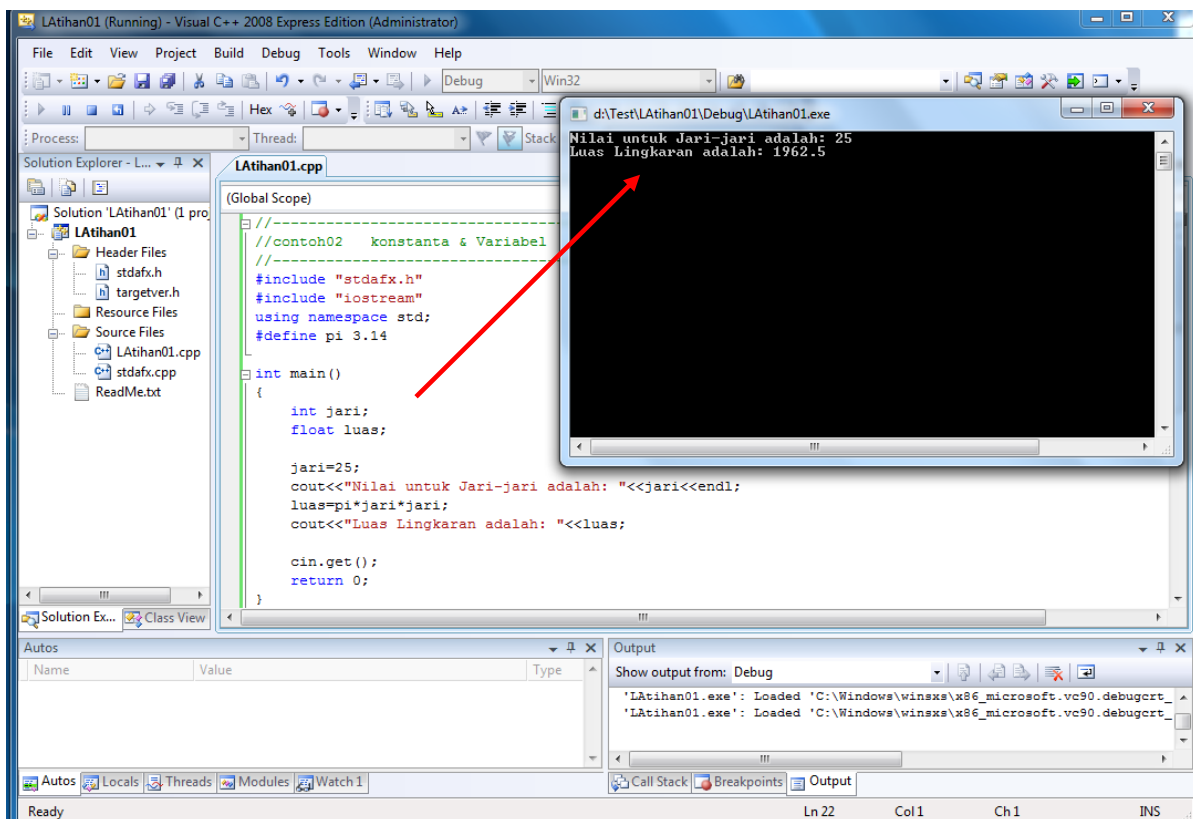 LAtihan01 (Running) - Visual C++ 2008 Express Edition (Administrator)
File Edit View Project Build Debug Tools Window Help
Debug Win32
Hex
Process: Thread: Stack
d:\Test\LAtihan01\Debug\LAtihan01.exe
Nilai untuk Jari-jari adalah: 25
Luas Lingkaran adalah: 1962.5
Solution Explorer - L...
Solution 'LAtihan01' (1 proj
LAtihan01
Header Files
stdafx.h
targetver.h
Resource Files
Source Files
LAtihan01.cpp
stdafx.cpp
ReadMe.txt
Solution Ex... Class View
LAtihan01.cpp
(Global Scope)
//----------------------------------
//contoh02 konstanta & Variabel
//----------------------------------
#include "stdafx.h"
#include "iostream"
using namespace std;
#define pi 3.14
int main()
{
int jari;
float luas;
jari=25;
cout<<"Nilai untuk Jari-jari adalah: "<<jari<<endl;
luas=pi*jari*jari;
cout<<"Luas Lingkaran adalah: "<<luas;
cin.get();
return 0;
}
Autos
Name Value Type
Autos Locals Threads Modules Watch 1
Output
Show output from: Debug
'LAtihan01.exe': Loaded 'C:\Windows\winsxs\x86_microsoft.vc90.debugcrt_
'LAtihan01.exe': Loaded 'C:\Windows\winsxs\x86_microsoft.vc90.debugcrt_
Call Stack Breakpoints Output
Ready Ln 22 Col 1 Ch 1 INS